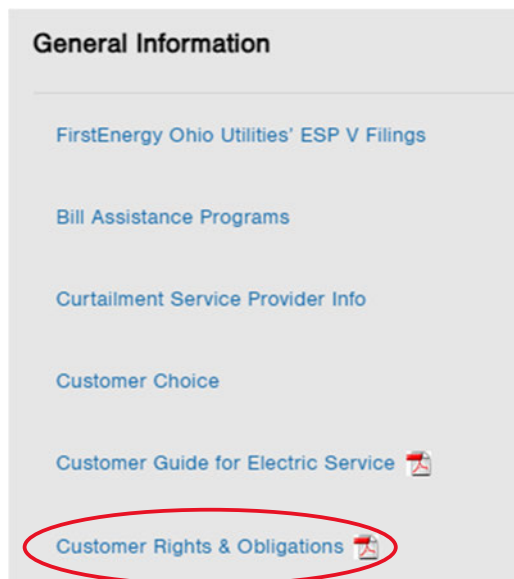 General Information
FirstEnergy Ohio Utilities' ESP V Filings
Bill Assistance Programs
Curtailment Service Provider Info
Customer Choice
Customer Guide for Electric Service
Customer Rights & Obligations